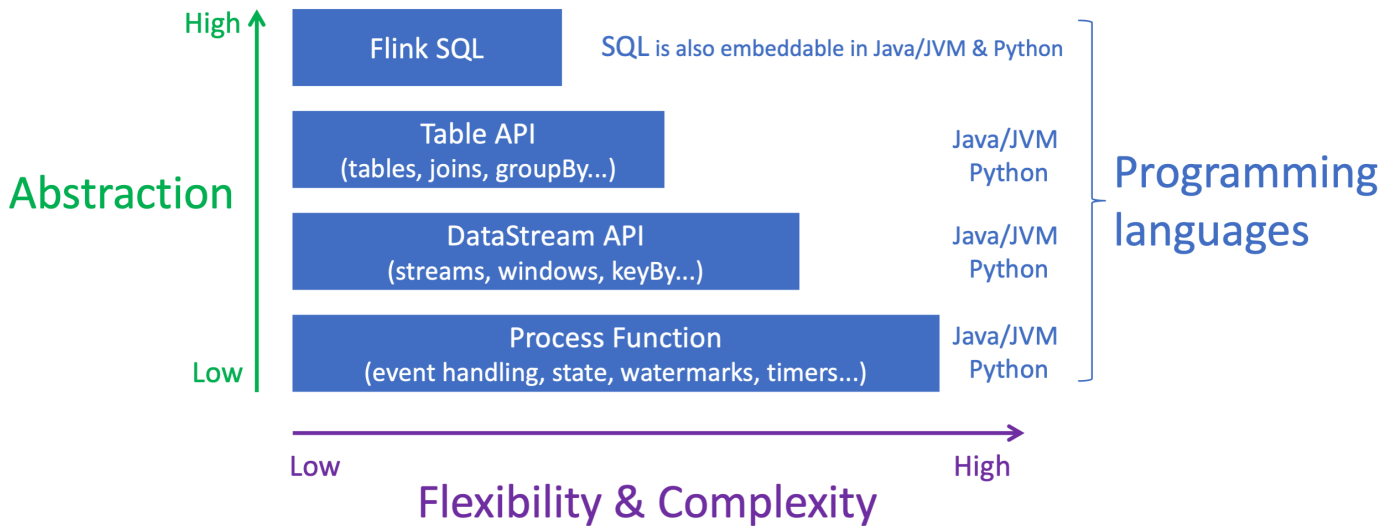 High
Flink SQL
SQL is also embeddable in Java/JVM & Python
Table API
(tables, joins, groupBy...)
Java/JVM
Python
Abstraction
Programming
languages
DataStream API
(streams, windows, keyBy...)
Java/JVM
Python
Process Function
(event handling, state, watermarks, timers...)
Java/JVM
Python
Low
Low
High
Flexibility & Complexity